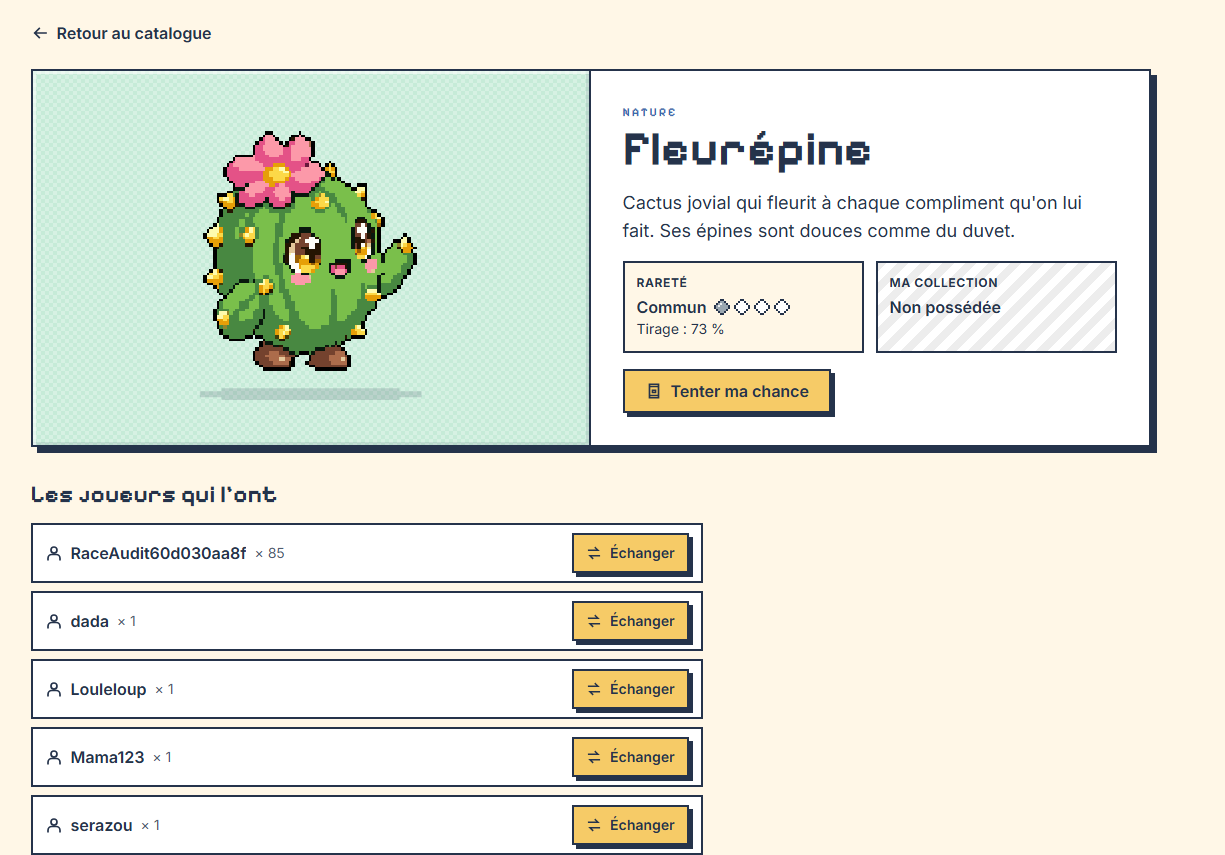 ← Retour au catalogue
NATURE
Fleurépine
Cactus jovial qui fleurit à chaque compliment qu'on lui
fait. Ses épines sont douces comme du duvet.
RARETÉ
Commun
Tirage : 73 %
MA COLLECTION
Non possédée
Tenter ma chance
Les joueurs qui l'ont
RaceAudit60d030aa8f × 85
Échanger
dada × 1
Échanger
Louleloup × 1
Échanger
Mama123 × 1
Échanger
serazou × 1
Échanger